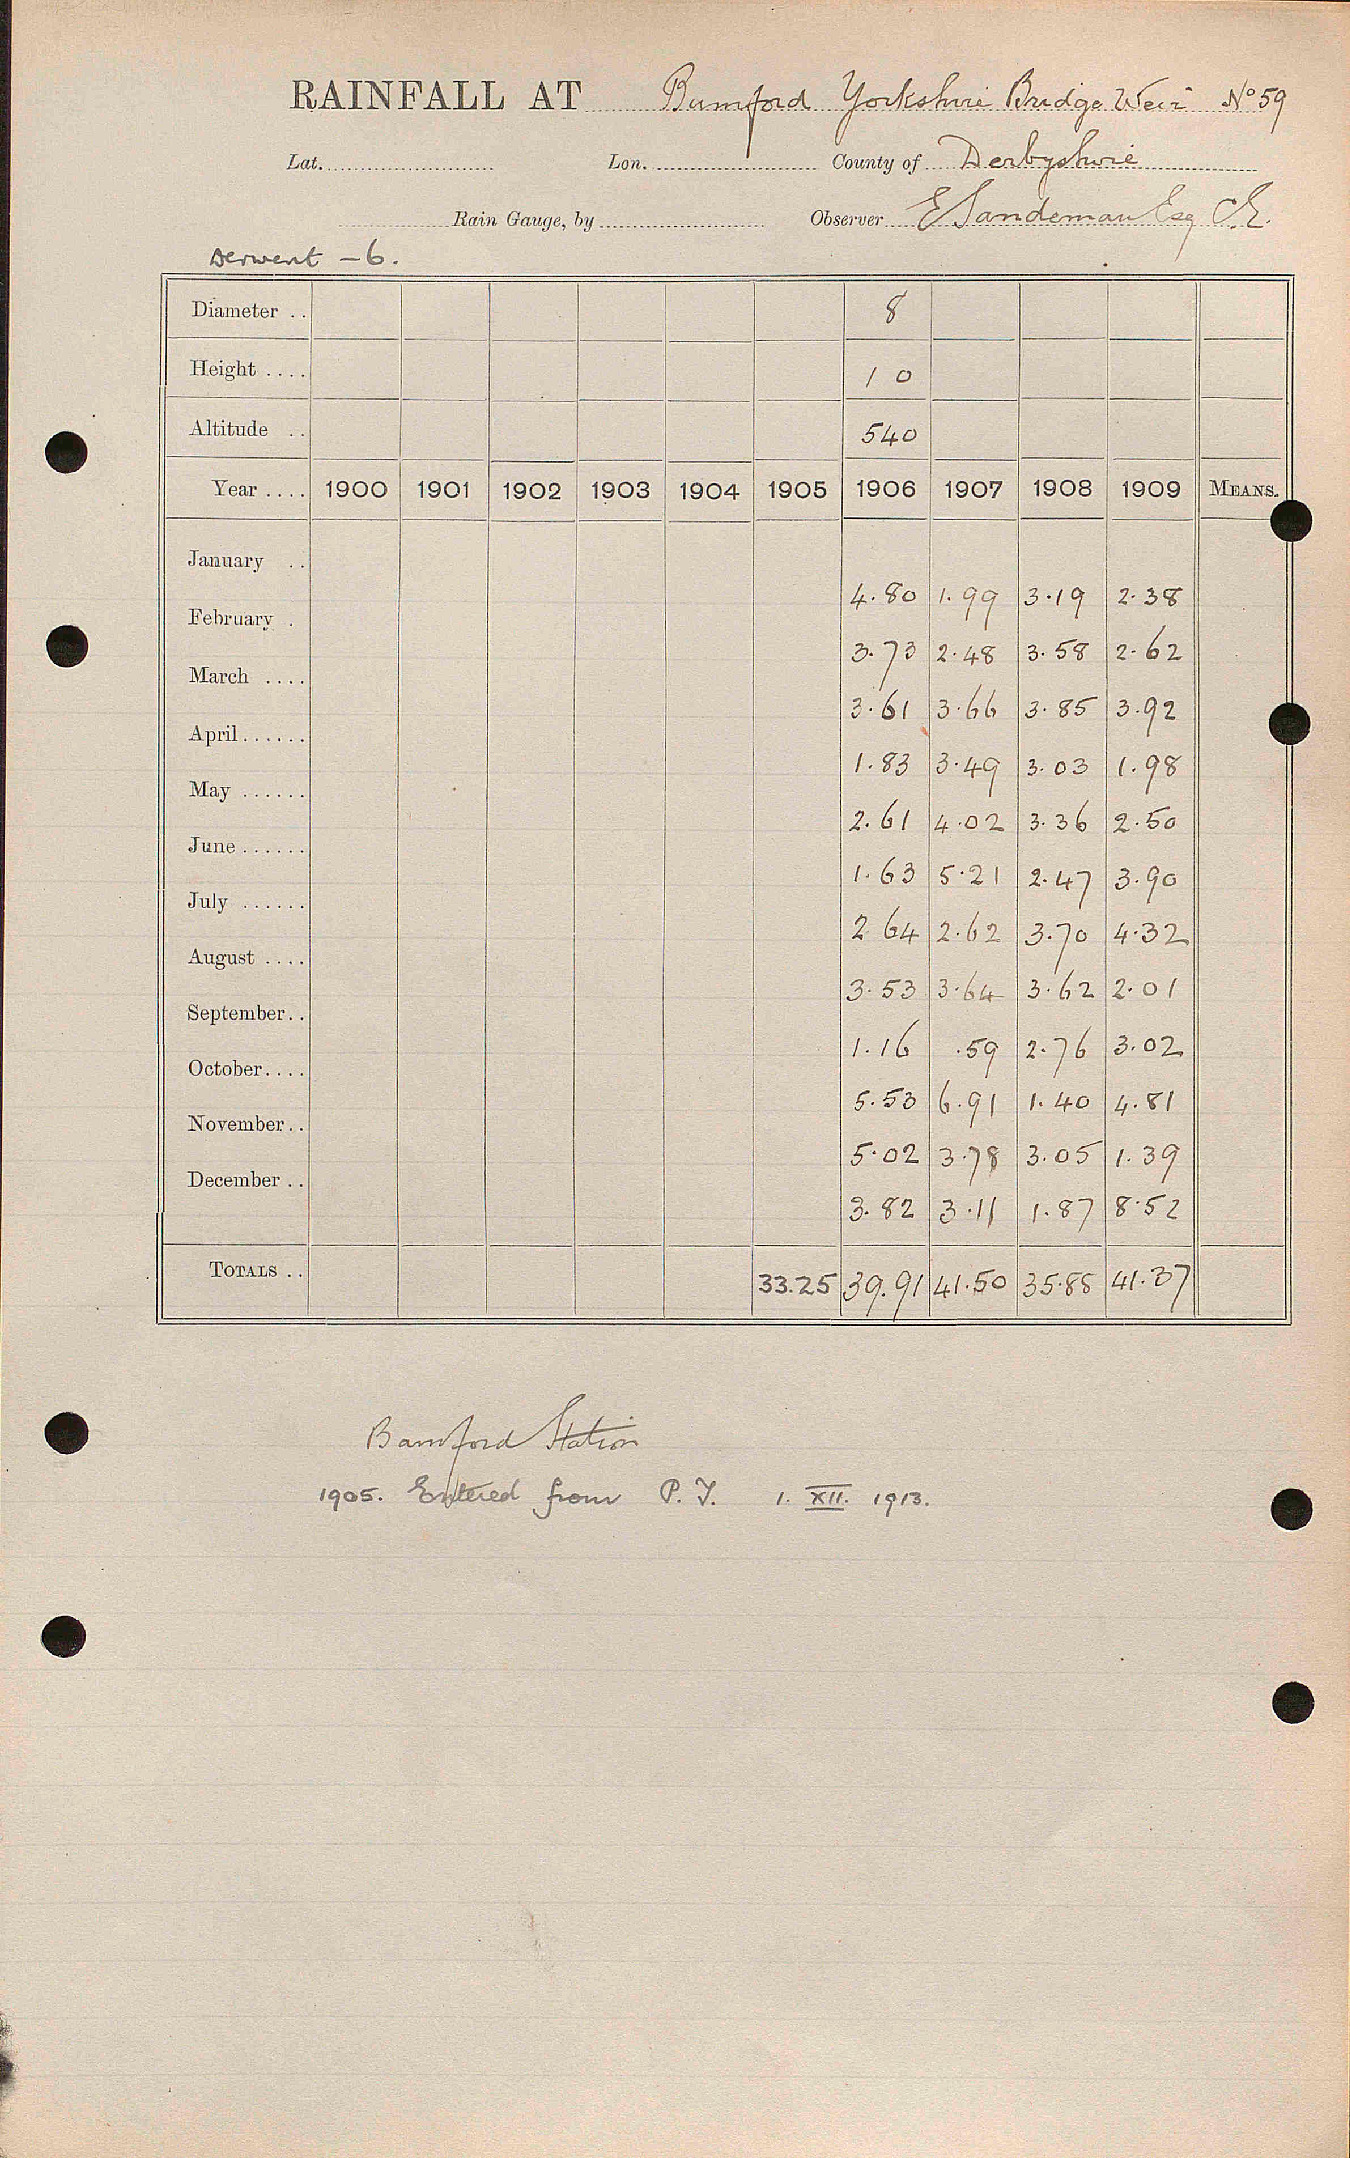 RAINFALL AT Bamford Yorkshire Bridge Weir No 59
Lat. Lon. County of Derbyshire
Rain Gauge, by Observer E Sandeman Esq C.E.
Derwent - 6.
Diameter .. 8
Height .... 1 0
Altitude .. 540
Year .... 1900 1901 1902 1903 1904 1905 1906 1907 1908 1909 MEANS.
January ..
4.80 1.99 3.19 2.38
February .
3.73 2.48 3.58 2.62
March ....
3.61 3.66 3.85 3.92
April......
1.83 3.49 3.03 1.98
May ......
2.61 4.02 3.36 2.50
June ......
1.63 5.21 2.47 3.90
July ......
2.64 2.62 3.70 4.32
August ....
3.53 3.64 3.62 2.01
September..
1.16 .59 2.76 3.02
October....
5.53 6.91 1.40 4.81
November..
5.02 3.78 3.05 1.39
December ..
3.82 3.11 1.87 8.52
TOTALS .. 33.25 39.91 41.50 35.88 41.37
Bamford Station
1905. Entered from P. T. 1. XII. 1913.